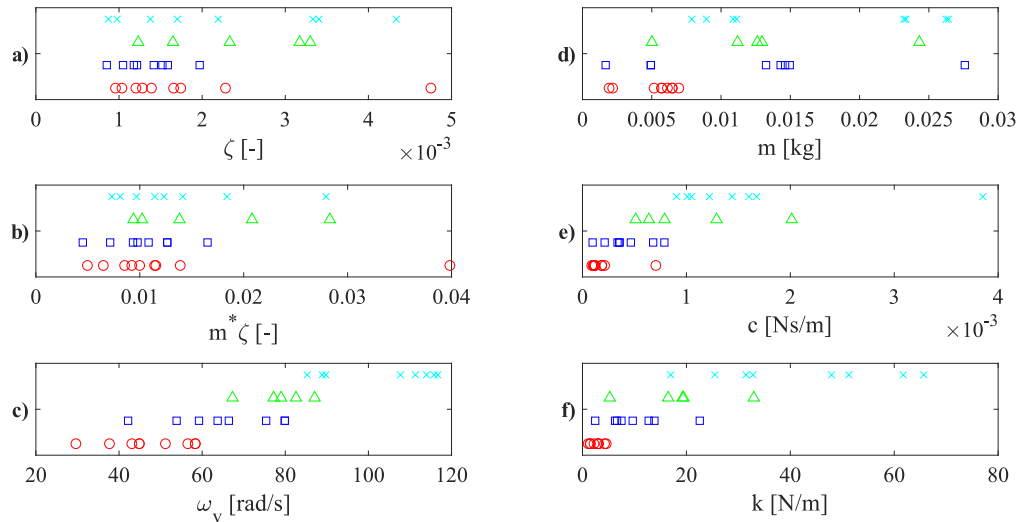 a)
0 1 2 3 4 5
×10⁻³
ζ [-]
b)
0 0.01 0.02 0.03 0.04
m*ζ [-]
c)
20 40 60 80 100 120
ω_v [rad/s]
d)
0 0.005 0.01 0.015 0.02 0.025 0.03
m [kg]
e)
0 1 2 3 4
×10⁻³
c [Ns/m]
f)
0 20 40 60 80
k [N/m]